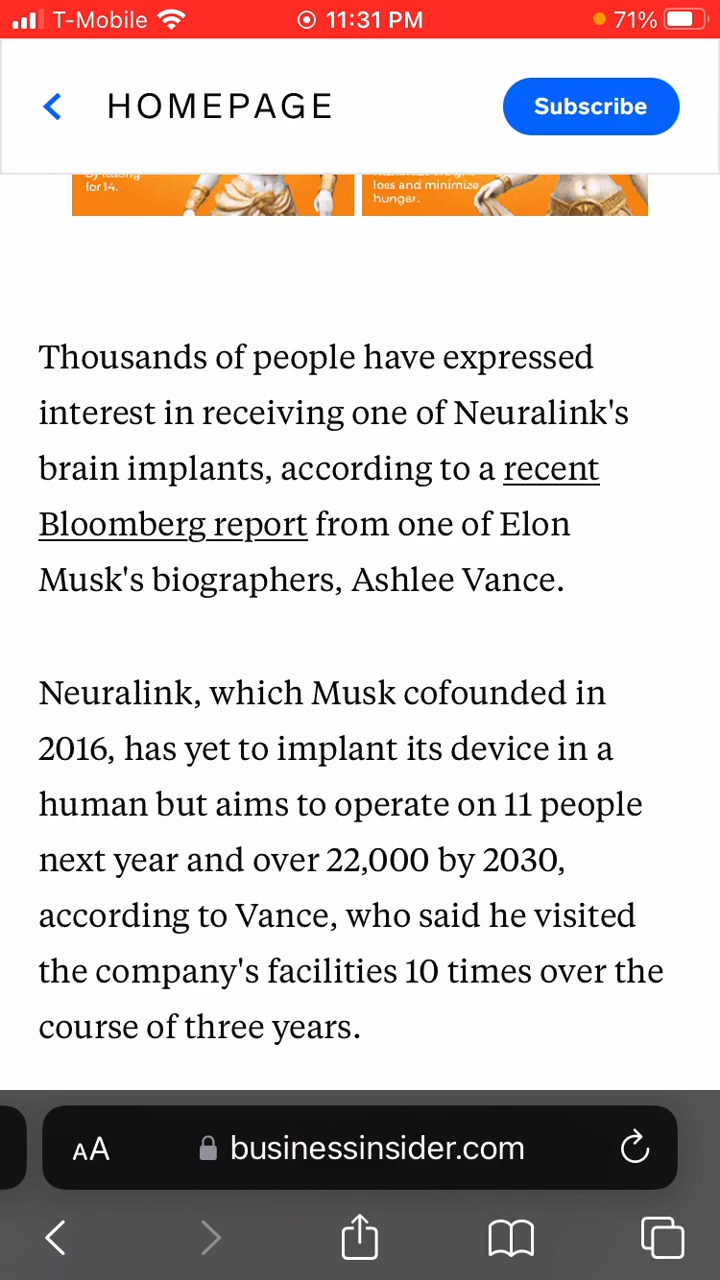 T-Mobile 11:31 PM 71%
HOMEPAGE Subscribe
for 14.
loss and minimize
hunger.
Thousands of people have expressed
interest in receiving one of Neuralink's
brain implants, according to a recent
Bloomberg report from one of Elon
Musk's biographers, Ashlee Vance.
Neuralink, which Musk cofounded in
2016, has yet to implant its device in a
human but aims to operate on 11 people
next year and over 22,000 by 2030,
according to Vance, who said he visited
the company's facilities 10 times over the
course of three years.
AA businessinsider.com